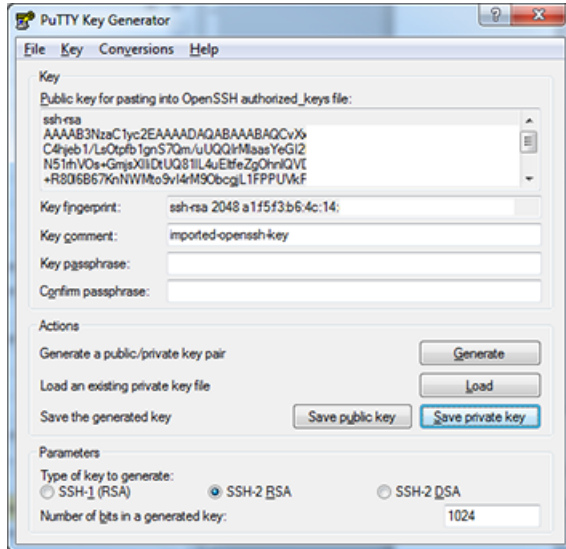 PuTTY Key Generator
File Key Conversions Help
Key
Public key for pasting into OpenSSH authorized_keys file:
ssh-rsa
AAAAB3NzaC1yc2EAAAADAQABAAABAQCvX
C4hjeb1/LsOtpfb1gnS7Qm/uUQQIrMlaasYeGI2
N51rhVOs+GmjsXIliDtUQ81IL4uEltfeZgOhnIQVD
+R80I6B67KnNWMto9vI4rM9ObcgjL1FPPUVkF
Key fingerprint: ssh-rsa 2048 a1:f5:f3:b6:4c:14:
Key comment: imported-openssh-key
Key passphrase:
Confirm passphrase:
Actions
Generate a public/private key pair Generate
Load an existing private key file Load
Save the generated key Save public key Save private key
Parameters
Type of key to generate:
SSH-1 (RSA) SSH-2 RSA SSH-2 DSA
Number of bits in a generated key: 1024